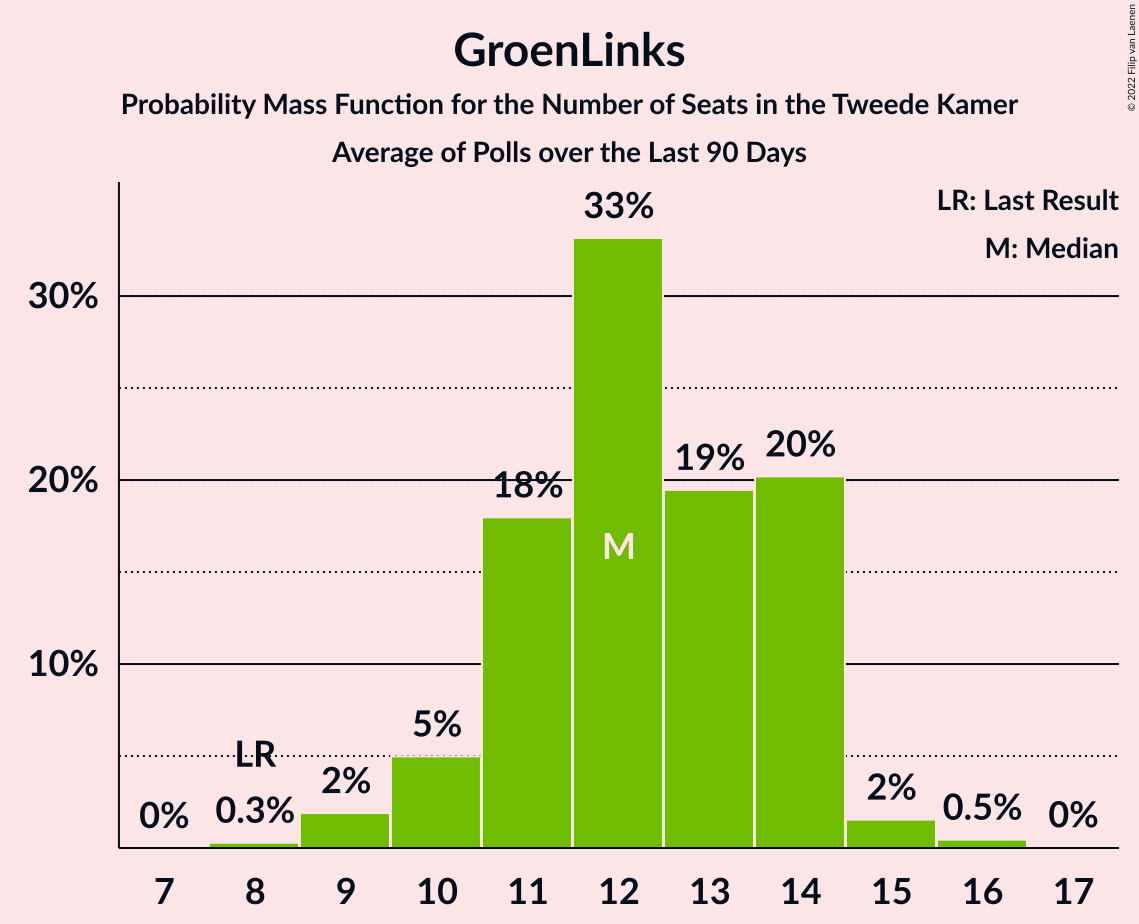 GroenLinks
Probability Mass Function for the Number of Seats in the Tweede Kamer
Average of Polls over the Last 90 Days
© 2022 Filip van Laenen
LR: Last Result
M: Median
30%
20%
10%
0%
LR
0.3%
2%
5%
18%
33%
M
19%
20%
2%
0.5%
0%
7 8 9 10 11 12 13 14 15 16 17